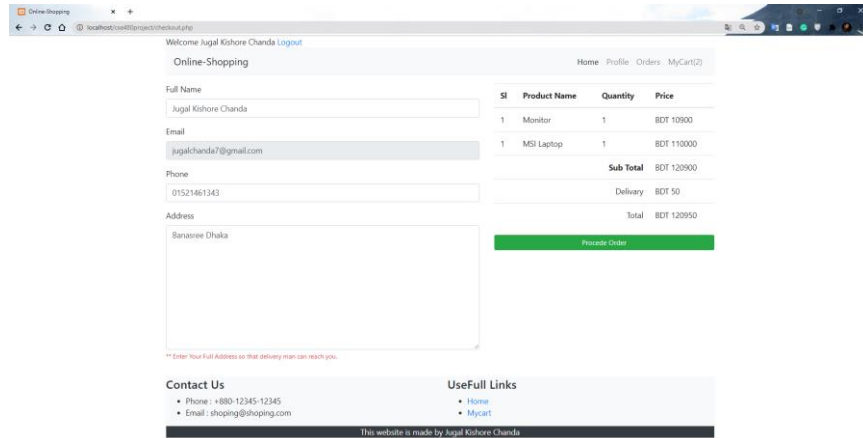 Online-Shopping
localhost/cse480project/checkout.php
Welcome Jugal Kishore Chanda Logout
Online-Shopping
Home Profile Orders MyCart(2)
Full Name
Jugal Kishore Chanda
Email
jugalchanda7@gmail.com
Phone
01521461343
Address
Banasree Dhaka
** Enter Your Full Address so that delivery man can reach you.
Sl Product Name Quantity Price
1 Monitor 1 BDT 10900
1 MSI Laptop 1 BDT 110000
Sub Total BDT 120900
Delivary BDT 50
Total BDT 120950
Procede Order
Contact Us
• Phone : +880-12345-12345
• Email : shoping@shoping.com
UseFull Links
• Home
• Mycart
This website is made by Jugal Kishore Chanda